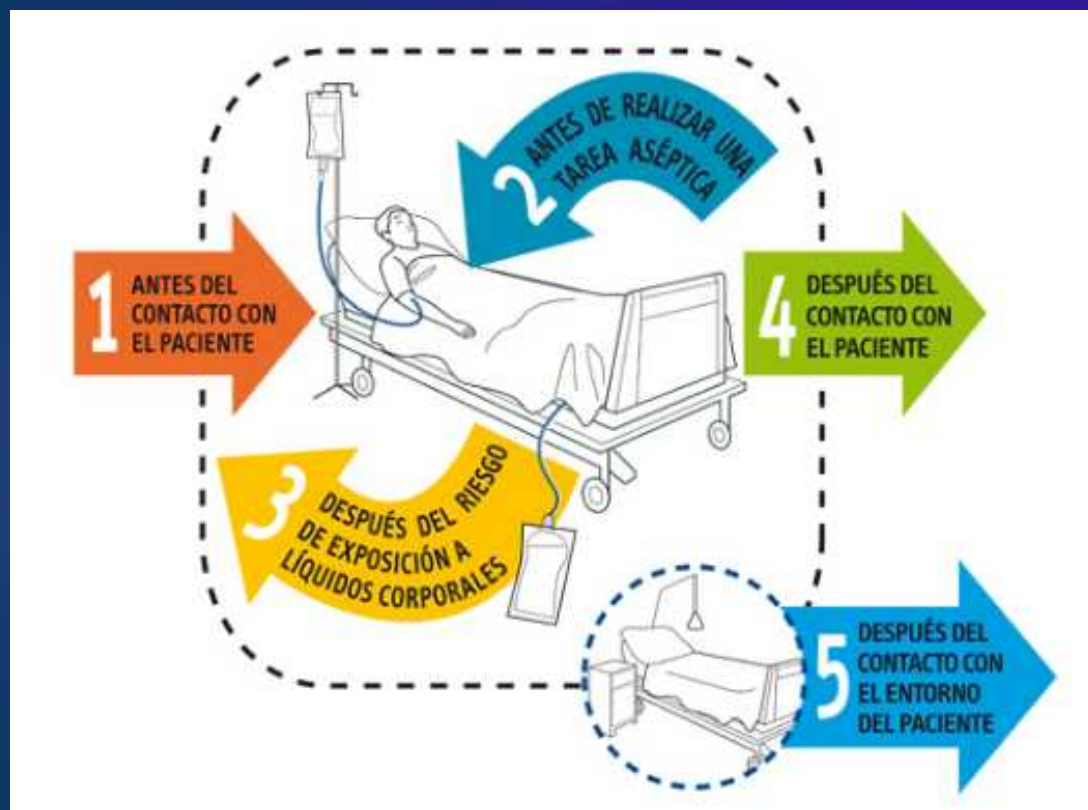 1
ANTES DEL
CONTACTO CON
EL PACIENTE
2
ANTES DE REALIZAR UNA
TAREA ASÉPTICA
3
DESPUÉS DEL RIESGO
DE EXPOSICIÓN A
LÍQUIDOS CORPORALES
4
DESPUÉS DEL
CONTACTO CON
EL PACIENTE
5
DESPUÉS DEL
CONTACTO CON
EL ENTORNO
DEL PACIENTE